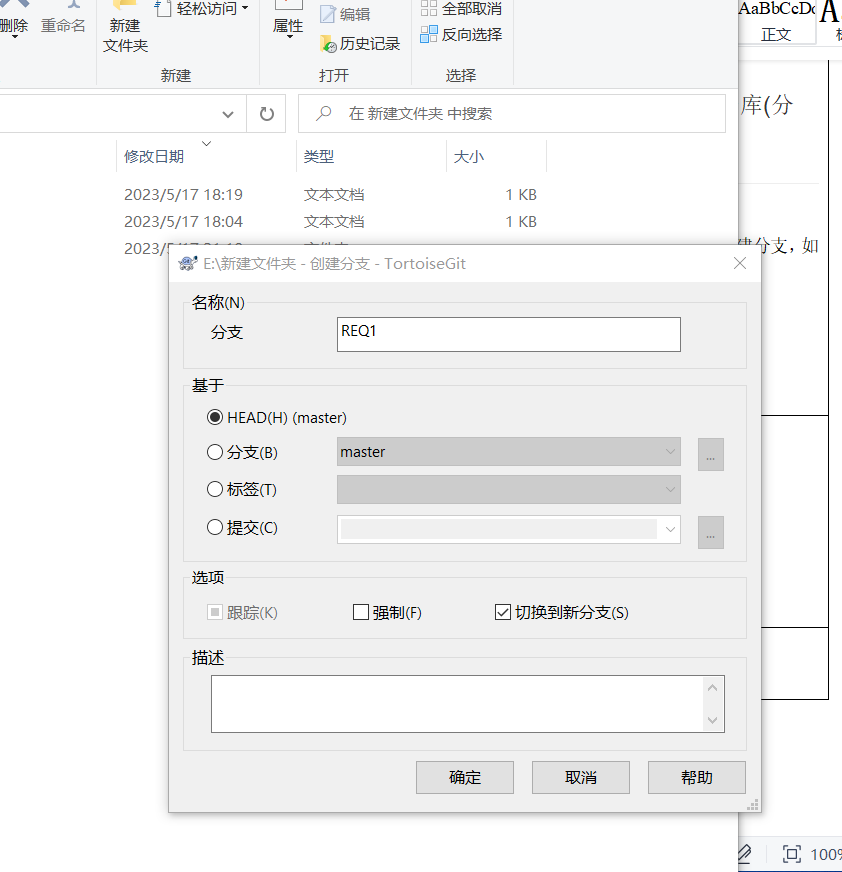 删除
重命名
新建
文件夹
轻松访问
新建
属性
编辑
历史记录
打开
全部取消
反向选择
选择
AaBbCcD
正文
在 新建文件夹 中搜索
库(分
修改日期
类型
大小
2023/5/17 18:19
文本文档
1 KB
2023/5/17 18:04
文本文档
1 KB
建分支，如
E:\新建文件夹 - 创建分支 - TortoiseGit
名称(N)
分支
REQ1
基于
HEAD(H) (master)
分支(B)
master
...
标签(T)
提交(C)
...
选项
跟踪(K)
强制(F)
切换到新分支(S)
描述
确定
取消
帮助
100%